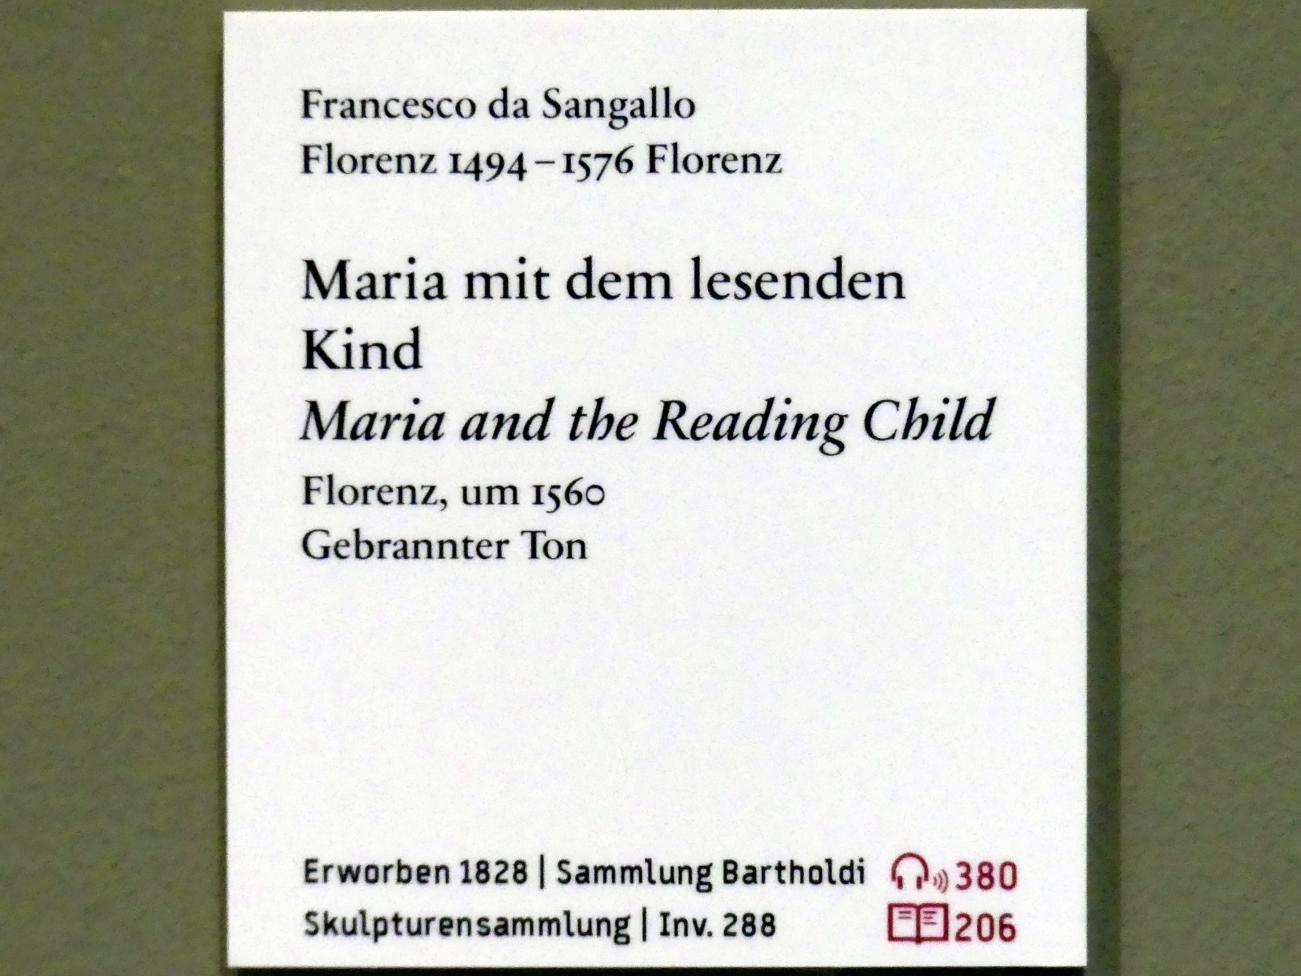 Francesco da Sangallo
Florenz 1494–1576 Florenz
Maria mit dem lesenden
Kind
Maria and the Reading Child
Florenz, um 1560
Gebrannter Ton
Erworben 1828 | Sammlung Bartholdi 380
Skulpturensammlung | Inv. 288 206